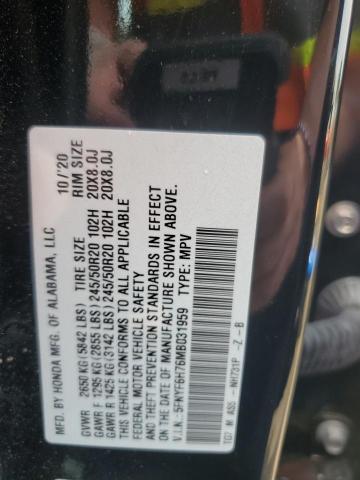 MFD. BY HONDA MFG. OF ALABAMA, LLC 10/'20
GVWR 2650 KG (5842 LBS) TIRE SIZE RIM SIZE
GAWR F 1295 KG (2855 LBS) 245/50R20 102H 20X8.0J
GAWR R 1425 KG (3142 LBS) 245/50R20 102H 20X8.0J
THIS VEHICLE CONFORMS TO ALL APPLICABLE
FEDERAL MOTOR VEHICLE SAFETY
AND THEFT PREVENTION STANDARDS IN EFFECT
ON THE DATE OF MANUFACTURE SHOWN ABOVE.
V.I.N.: 5FNYF6H76MB031959 TYPE: MPV
TG7 M AS5 - NH731P -Z - B